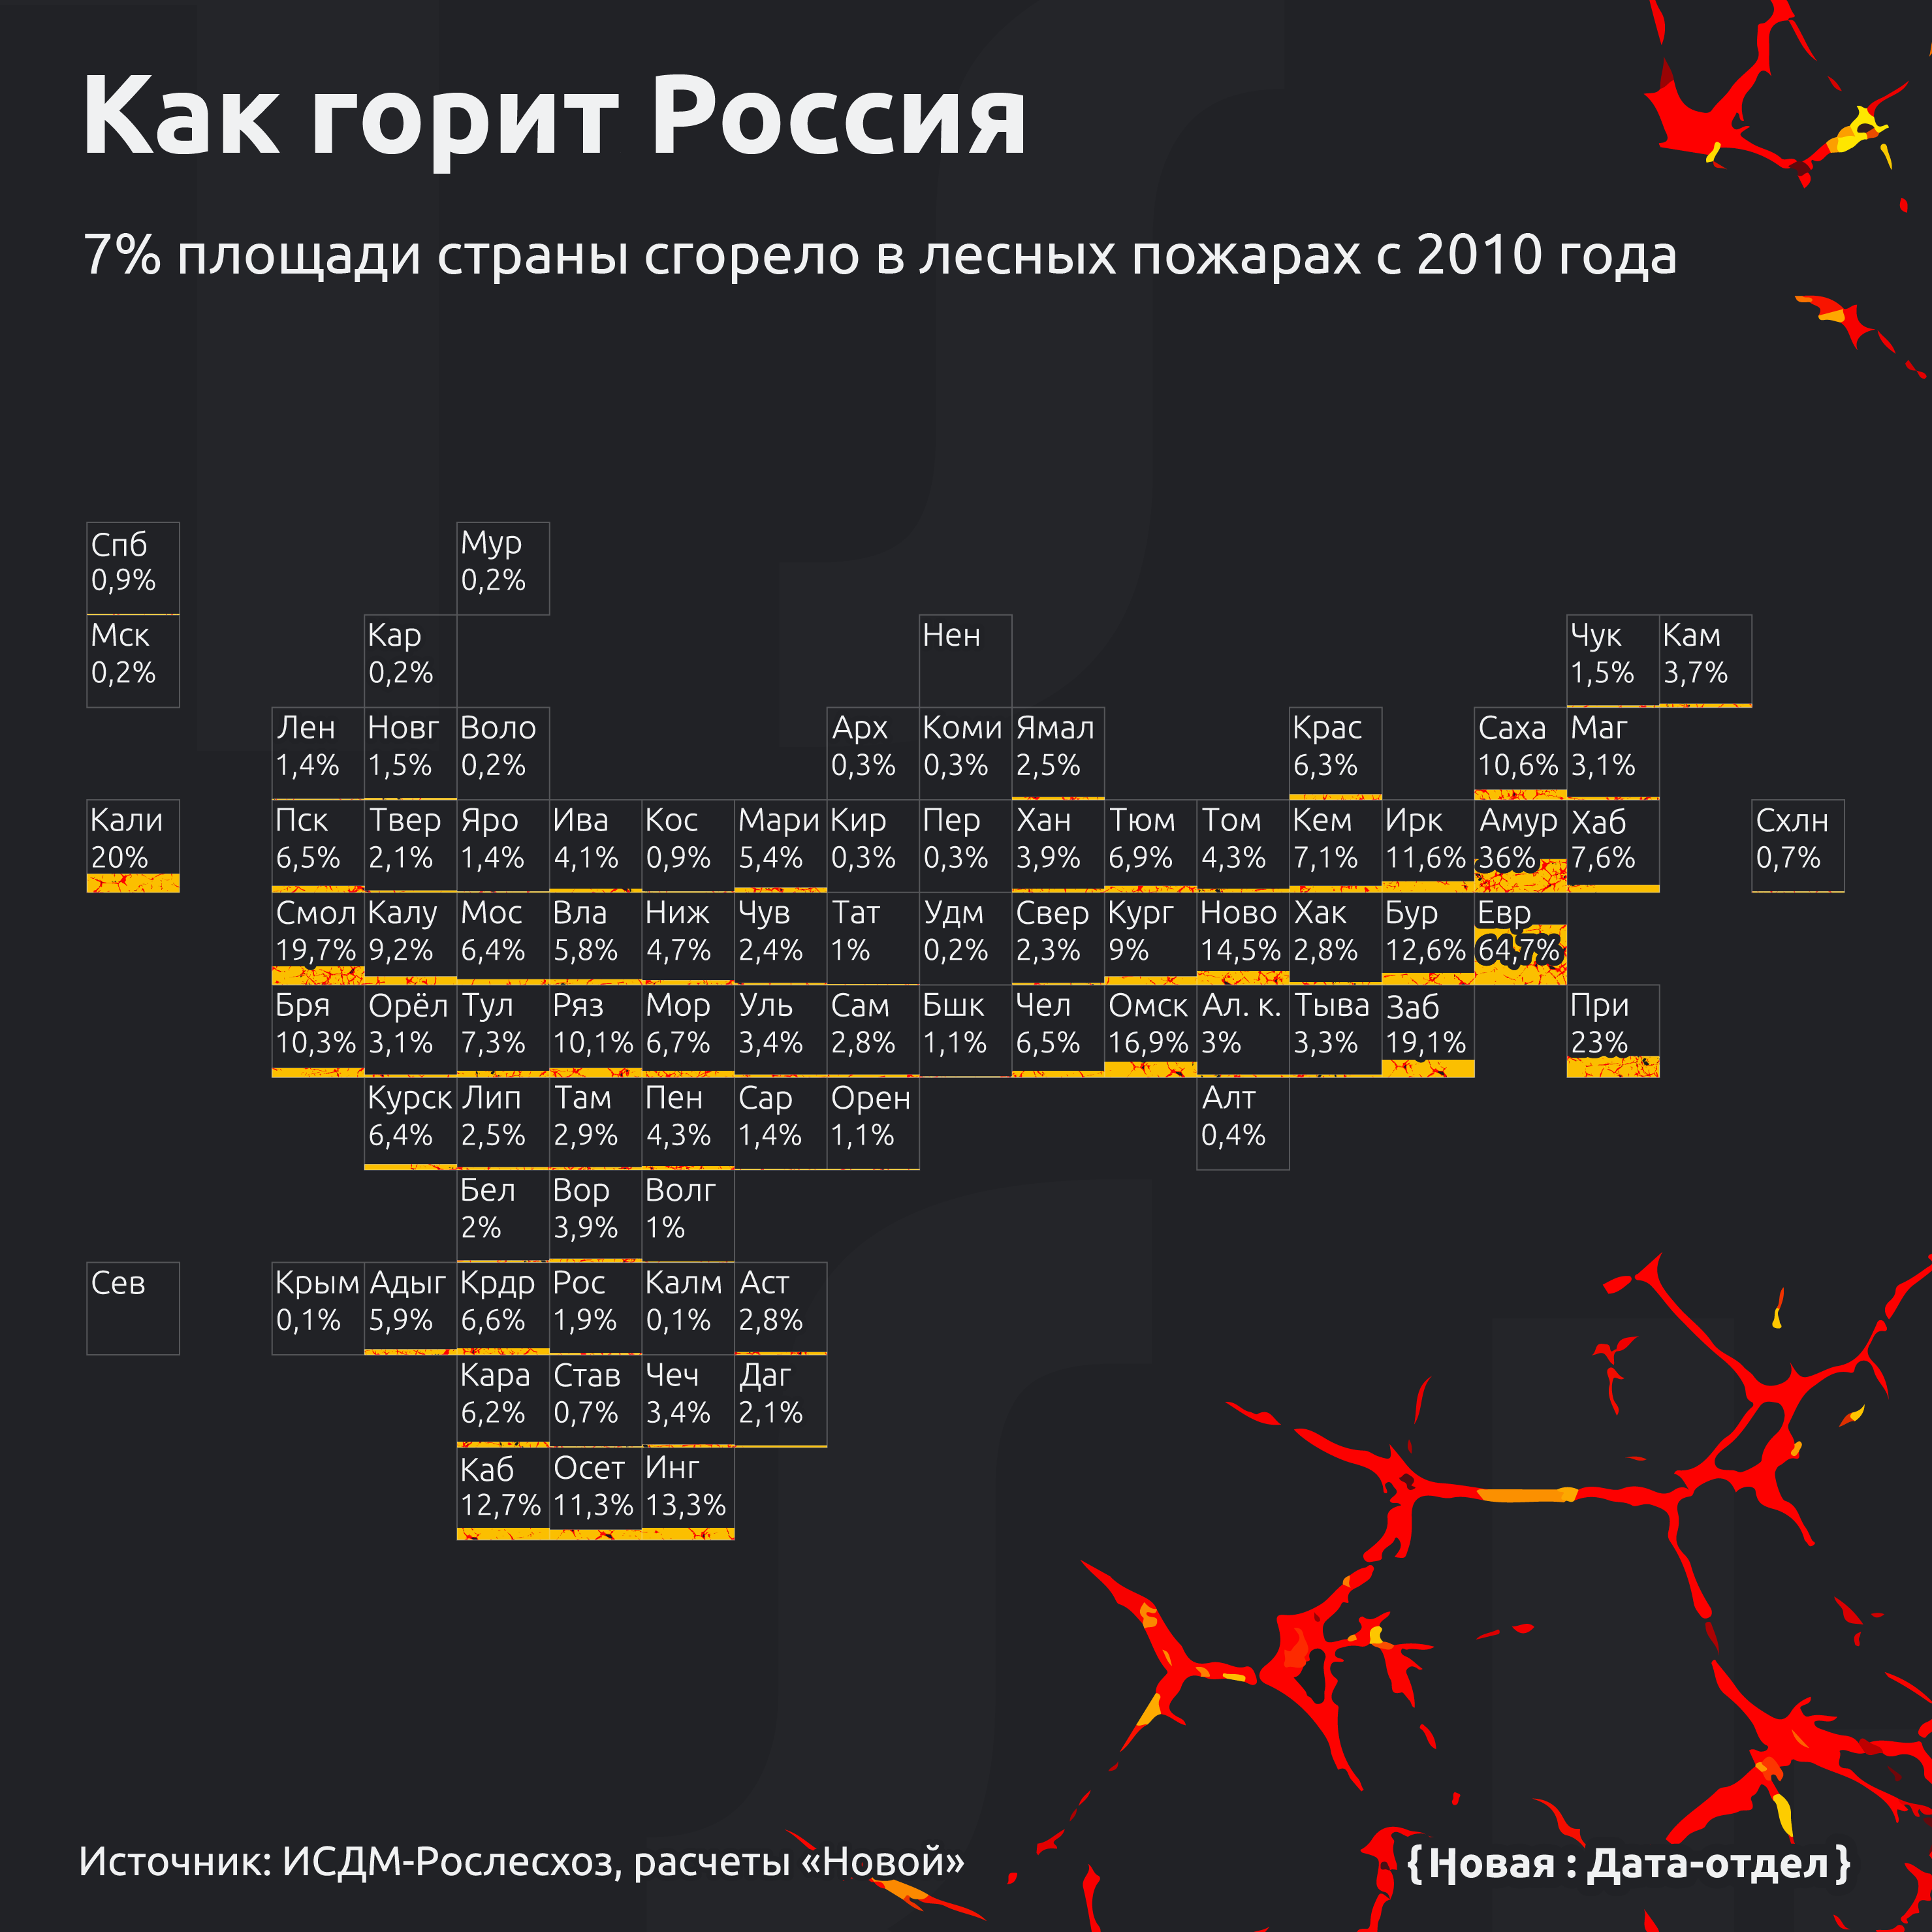 Как горит Россия
7% площади страны сгорело в лесных пожарах с 2010 года
Спб Мур
0,9% 0,2%
Мск Кар Нен Чук Кам
0,2% 0,2% 1,5% 3,7%
Лен Новг Воло Арх Коми Ямал Крас Саха Маг
1,4% 1,5% 0,2% 0,3% 0,3% 2,5% 6,3% 10,6% 3,1%
Кали Пск Твер Яро Ива Кос Мари Кир Пер Хан Тюм Том Кем Ирк Амур Хаб Схлн
20% 6,5% 2,1% 1,4% 4,1% 0,9% 5,4% 0,3% 0,3% 3,9% 6,9% 4,3% 7,1% 11,6% 36% 7,6% 0,7%
Смол Калу Мос Вла Ниж Чув Тат Удм Свер Кург Ново Хак Бур Евр
19,7% 9,2% 6,4% 5,8% 4,7% 2,4% 1% 0,2% 2,3% 9% 14,5% 2,8% 12,6% 64,7%
Бря Орёл Тул Ряз Мор Уль Сам Бшк Чел Омск Ал. к. Тыва Заб При
10,3% 3,1% 7,3% 10,1% 6,7% 3,4% 2,8% 1,1% 6,5% 16,9% 3% 3,3% 19,1% 23%
Курск Лип Там Пен Сар Орен Алт
6,4% 2,5% 2,9% 4,3% 1,4% 1,1% 0,4%
Бел Вор Волг
2% 3,9% 1%
Сев Крым Адыг Крдр Рос Калм Аст
0,1% 5,9% 6,6% 1,9% 0,1% 2,8%
Кара Став Чеч Даг
6,2% 0,7% 3,4% 2,1%
Каб Осет Инг
12,7% 11,3% 13,3%
Источник: ИСДМ-Рослесхоз, расчеты «Новой»
{Новая : Дата-отдел}